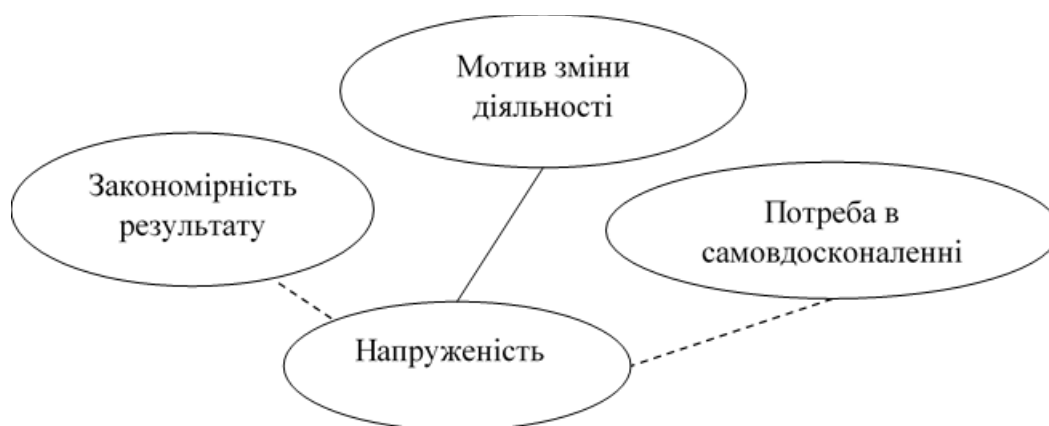 Мотив зміни
діяльності
Закономірність
результату
Потреба в
самовдосконаленні
Напруженість